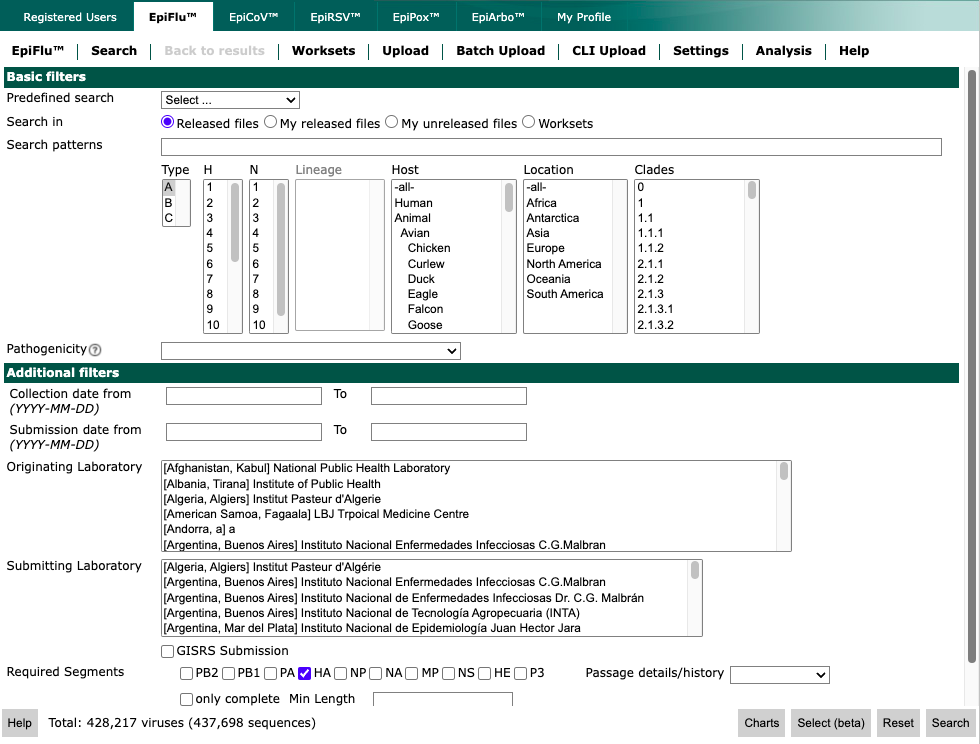 Registered Users EpiFlu™ EpiCoV™ EpiRSV™ EpiPox™ EpiArbo™ My Profile
EpiFlu™ Search Back to results Worksets Upload Batch Upload CLI Upload Settings Analysis Help
Basic filters
Predefined search Select ...
Search in Released files My released files My unreleased files Worksets
Search patterns
Type H N Lineage Host Location Clades
A 1 1 -all- -all- 0
B 2 2 Human Africa 1
C 3 3 Animal Antarctica 1.1
4 4 Avian Asia 1.1.1
5 5 Chicken Europe 1.1.2
6 6 Curlew North America 2.1.1
7 7 Duck Oceania 2.1.2
8 8 Eagle South America 2.1.3
9 9 Falcon 2.1.3.1
10 10 Goose 2.1.3.2
Pathogenicity ?
Additional filters
Collection date from To
(YYYY-MM-DD)
Submission date from To
(YYYY-MM-DD)
Originating Laboratory [Afghanistan, Kabul] National Public Health Laboratory
[Albania, Tirana] Institute of Public Health
[Algeria, Algiers] Institut Pasteur d'Algerie
[American Samoa, Fagaala] LBJ Trpoical Medicine Centre
[Andorra, a] a
[Argentina, Buenos Aires] Instituto Nacional Enfermedades Infecciosas C.G.Malbran
Submitting Laboratory [Algeria, Algiers] Institut Pasteur d'Algérie
[Argentina, Buenos Aires] Instituto Nacional Enfermedades Infecciosas C.G.Malbran
[Argentina, Buenos Aires] Instituto Nacional de Enfermedades Infecciosas Dr. C.G. Malbrán
[Argentina, Buenos Aires] Instituto Nacional de Tecnología Agropecuaria (INTA)
[Argentina, Mar del Plata] Instituto Nacional de Epidemiología Juan Hector Jara
GISRS Submission
Required Segments PB2 PB1 PA HA NP NA MP NS HE P3 Passage details/history
only complete Min Length
Help Total: 428,217 viruses (437,698 sequences) Charts Select (beta) Reset Search